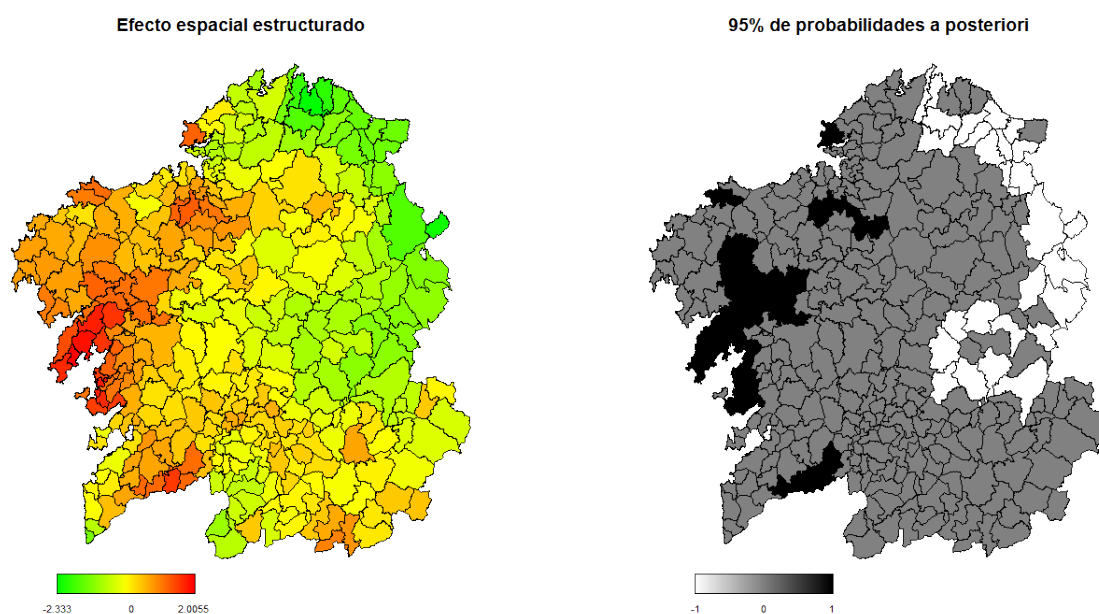 Efecto espacial estructurado
95% de probabilidades a posteriori
-2.333 0 2.0055
-1 0 1